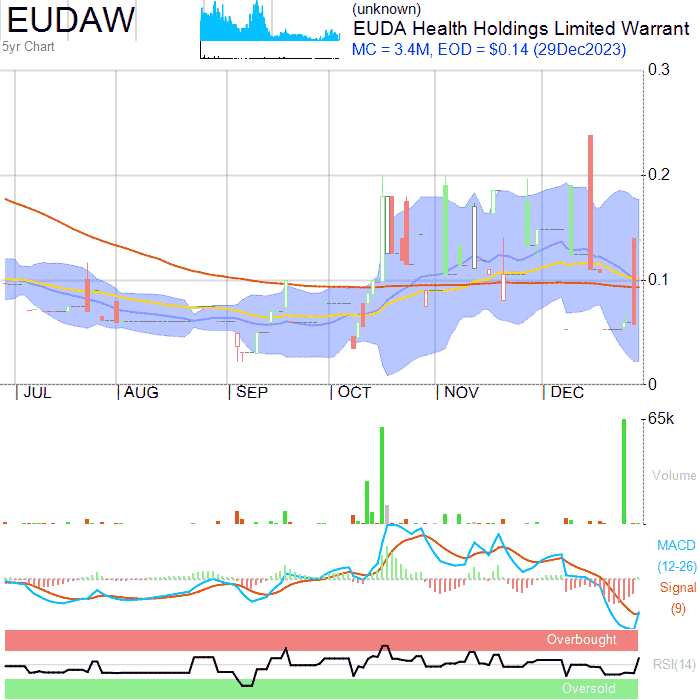 EUDAW
5yr Chart
(unknown)
EUDA Health Holdings Limited Warrant
MC = 3.4M, EOD = $0.14 (29Dec2023)
0.3
0.2
0.1
0
JUL AUG SEP OCT NOV DEC
65k
Volume
MACD
(12-26)
Signal
(9)
Overbought
RSI(14)
Oversold